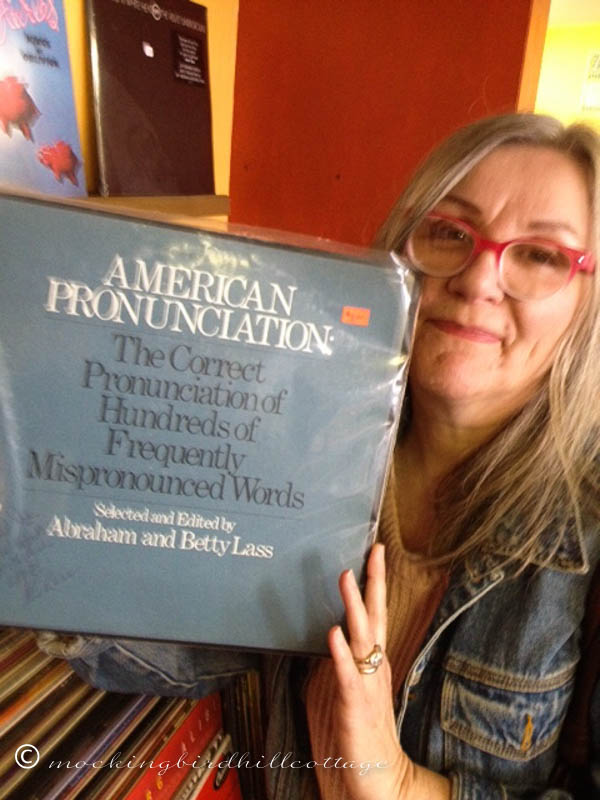 AMERICAN
PRONUNCIATION:
The Correct
Pronunciation of
Hundreds of
Frequently
Mispronounced Words
Selected and Edited by
Abraham and Betty Lass
© mockingbirdhillcottage